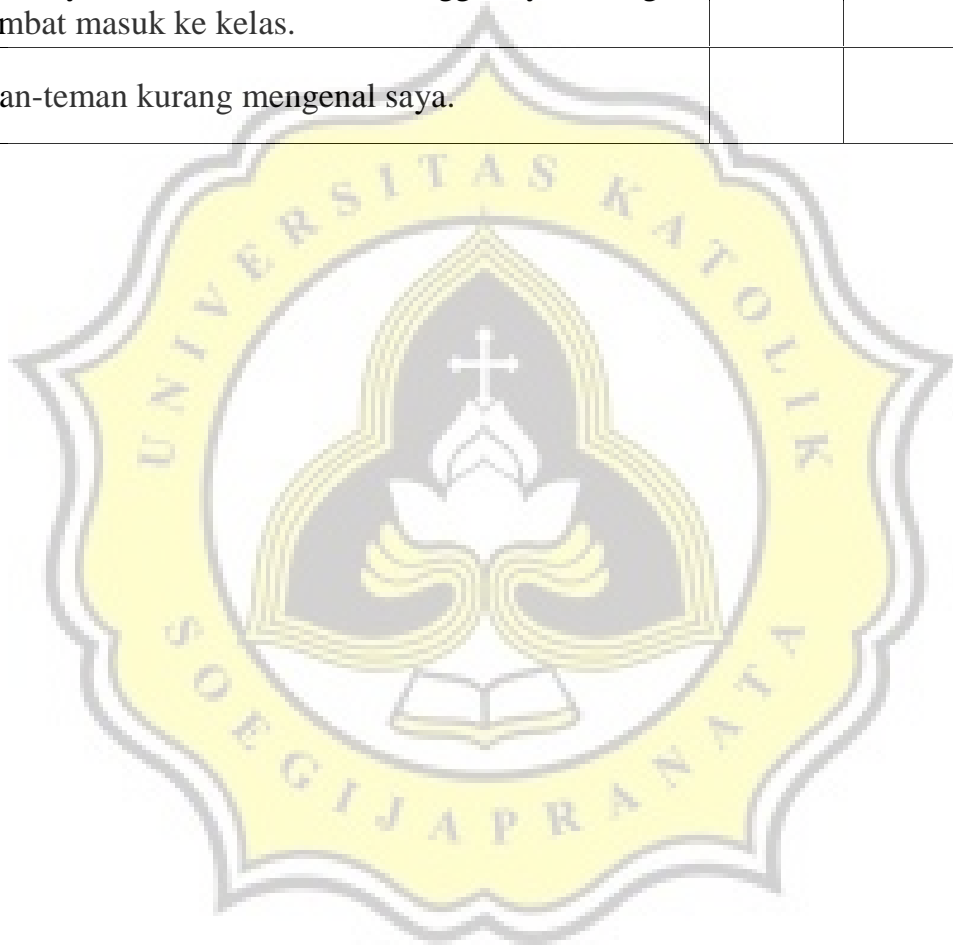 mbat masuk ke kelas.
an-teman kurang mengenal saya.
UNIVERSITAS KATOLIK
SOEGIJAPRANATA